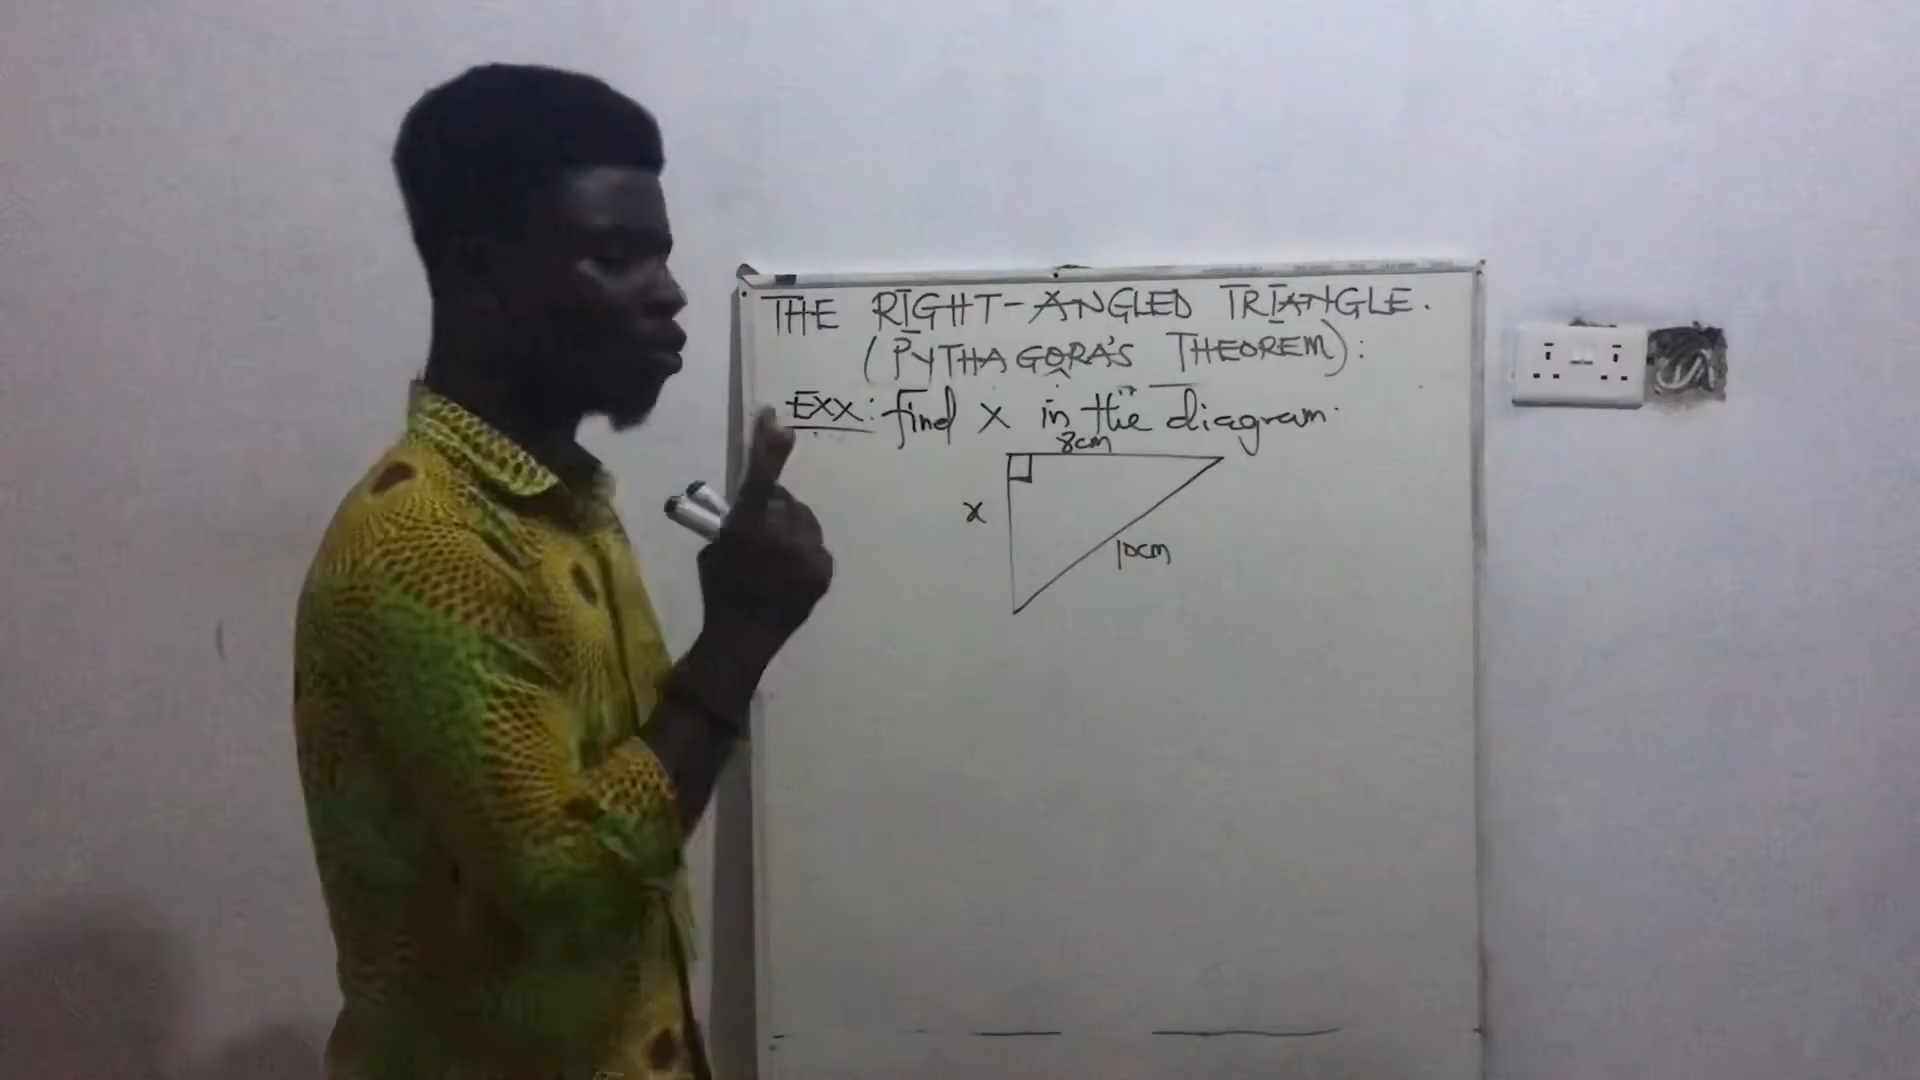 THE RIGHT-ANGLED TRIANGLE.
(PYTHAGORA'S THEOREM):
EXX: find x in the diagram.
8cm
x
10cm